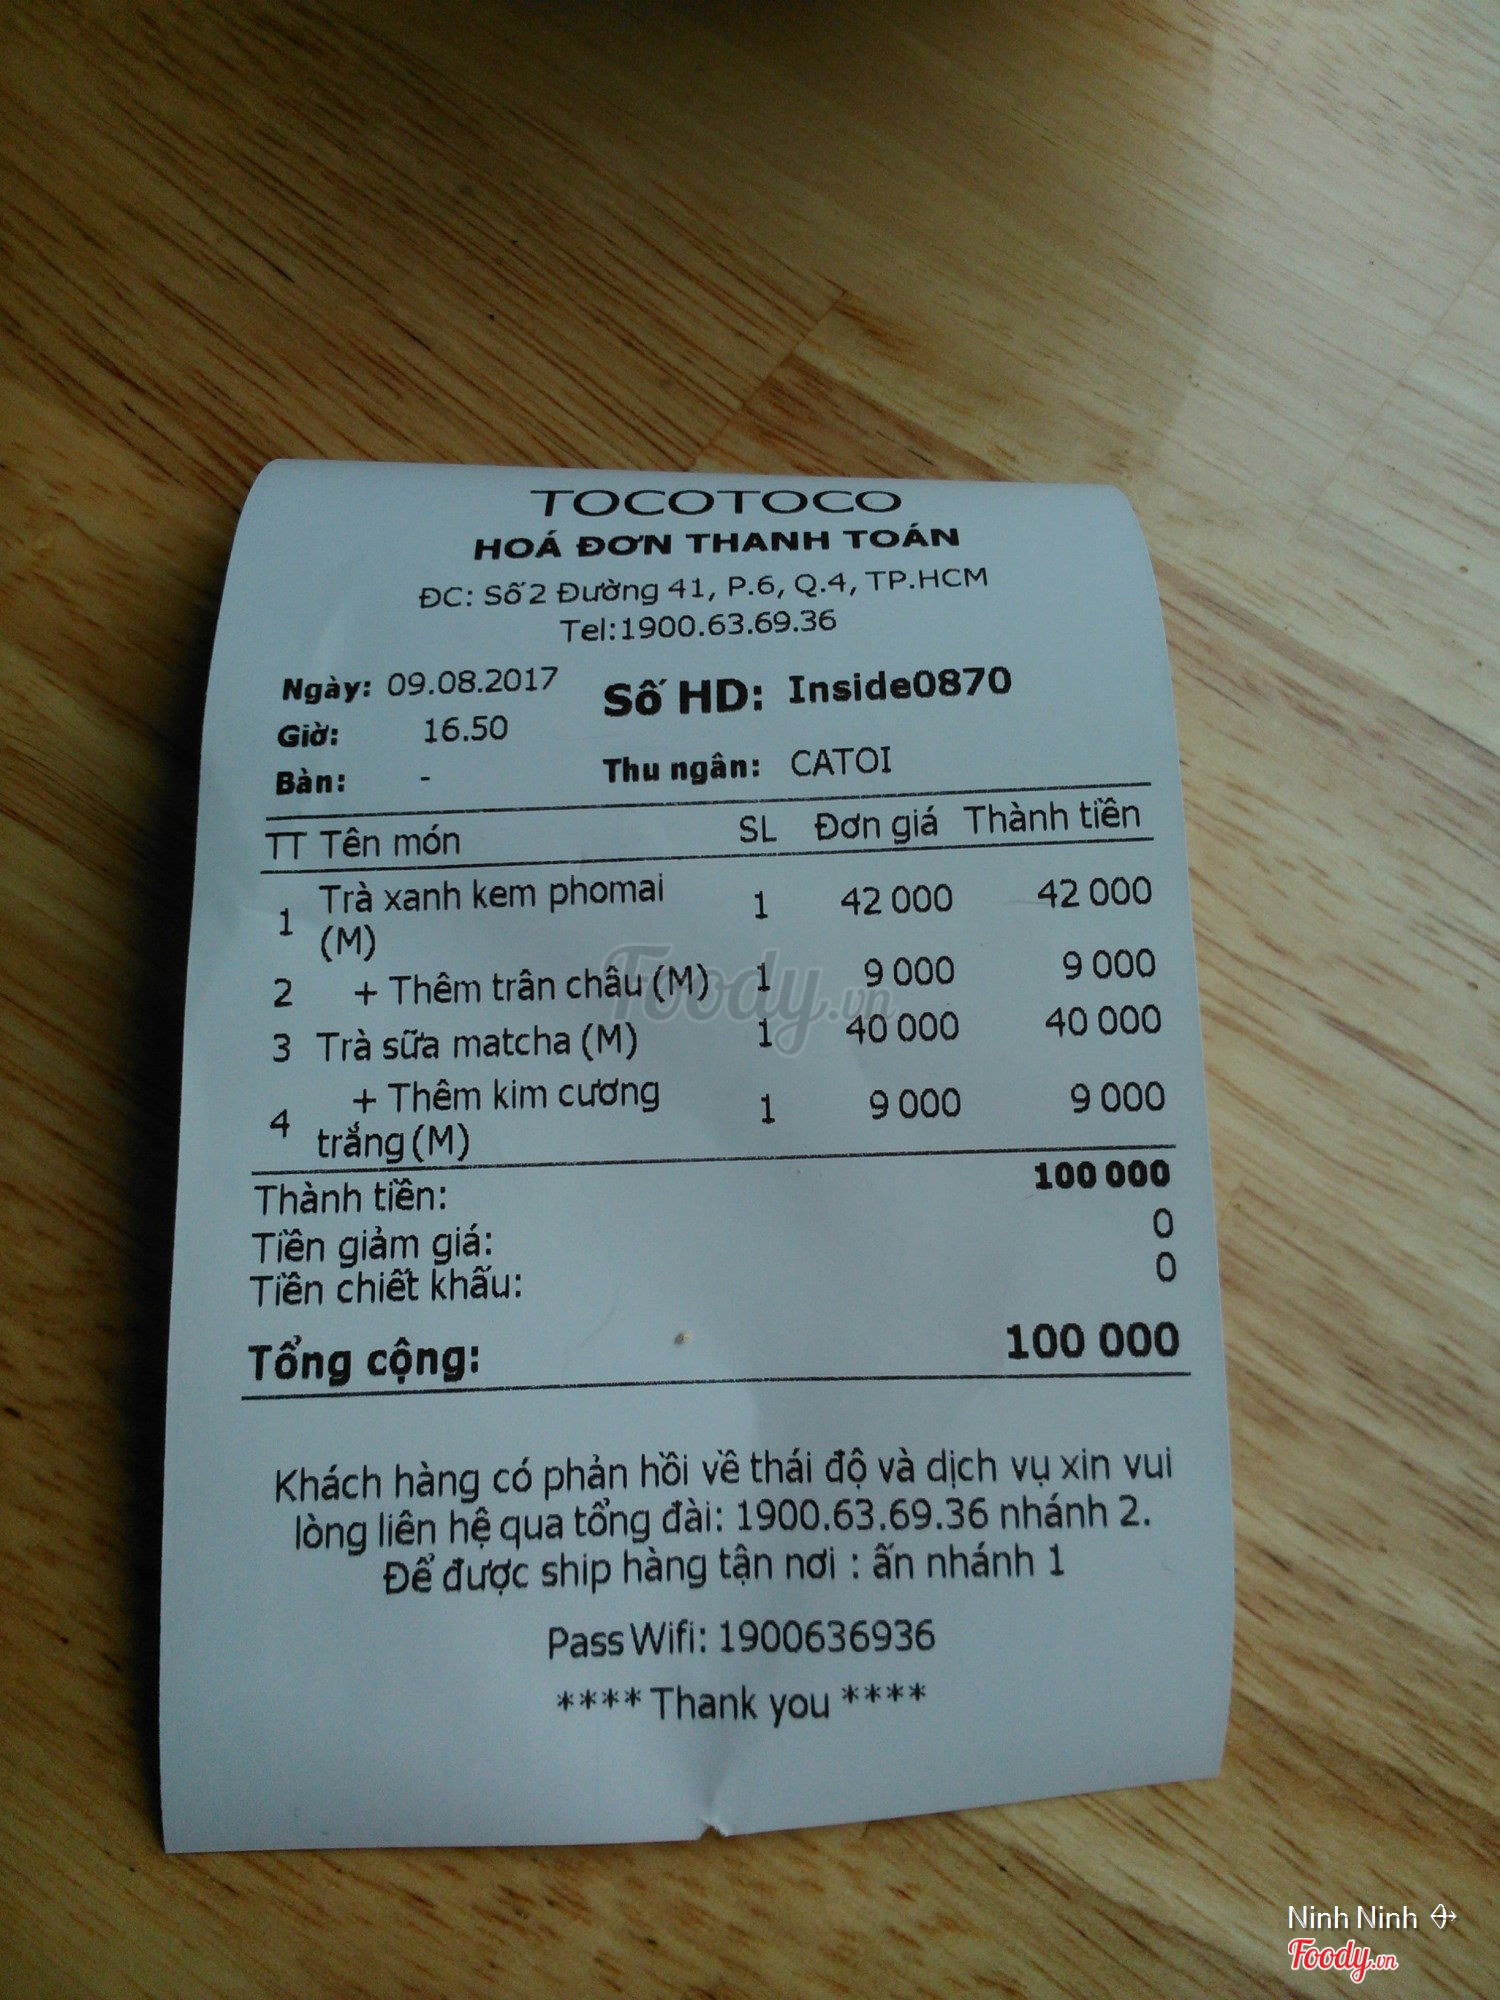 TOCOTOCO
HOÁ ĐƠN THANH TOÁN
ĐC: Số 2 Đường 41, P.6, Q.4, TP.HCM
Tel:1900.63.69.36
Ngày: 09.08.2017 Số HD: Inside0870
Giờ: 16.50
Bàn: - Thu ngân: CATOI
TT Tên món SL Đơn giá Thành tiền
1 Trà xanh kem phomai (M) 1 42 000 42 000
2 + Thêm trân châu (M) 1 9 000 9 000
3 Trà sữa matcha (M) 1 40 000 40 000
4 + Thêm kim cương trắng (M) 1 9 000 9 000
Thành tiền: 100 000
Tiền giảm giá: 0
Tiền chiết khấu: 0
Tổng cộng: 100 000
Khách hàng có phản hồi về thái độ và dịch vụ xin vui
lòng liên hệ qua tổng đài: 1900.63.69.36 nhánh 2.
Để được ship hàng tận nơi : ấn nhánh 1
Pass Wifi: 1900636936
**** Thank you ****
Foody.vn
Ninh Ninh
Foody.vn